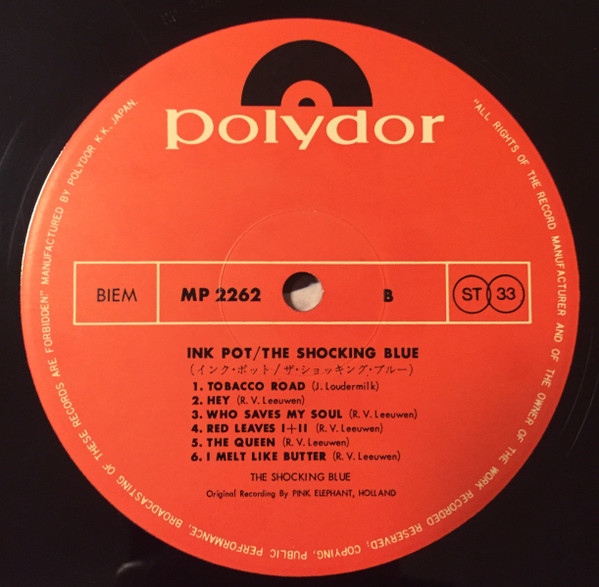 polydor
BIEM
MP 2262
B
ST 33
INK POT/THE SHOCKING BLUE
(インク・ポット/ザ・ショッキング・ブルー)
1. TOBACCO ROAD (J. Loudermilk)
2. HEY (R. V. Leeuwen)
3. WHO SAVES MY SOUL (R. V. Leeuwen)
4. RED LEAVES I+II (R. V. Leeuwen)
5. THE QUEEN (R. V. Leeuwen)
6. I MELT LIKE BUTTER (R. V. Leeuwen)
THE SHOCKING BLUE
Original Recording By PINK ELEPHANT, HOLLAND
"ALL RIGHTS OF THE RECORD MANUFACTURER AND OF THE OWNER OF THE WORK RECORDED RESERVED; COPYING, PUBLIC PERFORMANCE, BROADCASTING OF THESE RECORDS ARE FORBIDDEN" MANUFACTURED BY POLYDOR K.K. JAPAN.